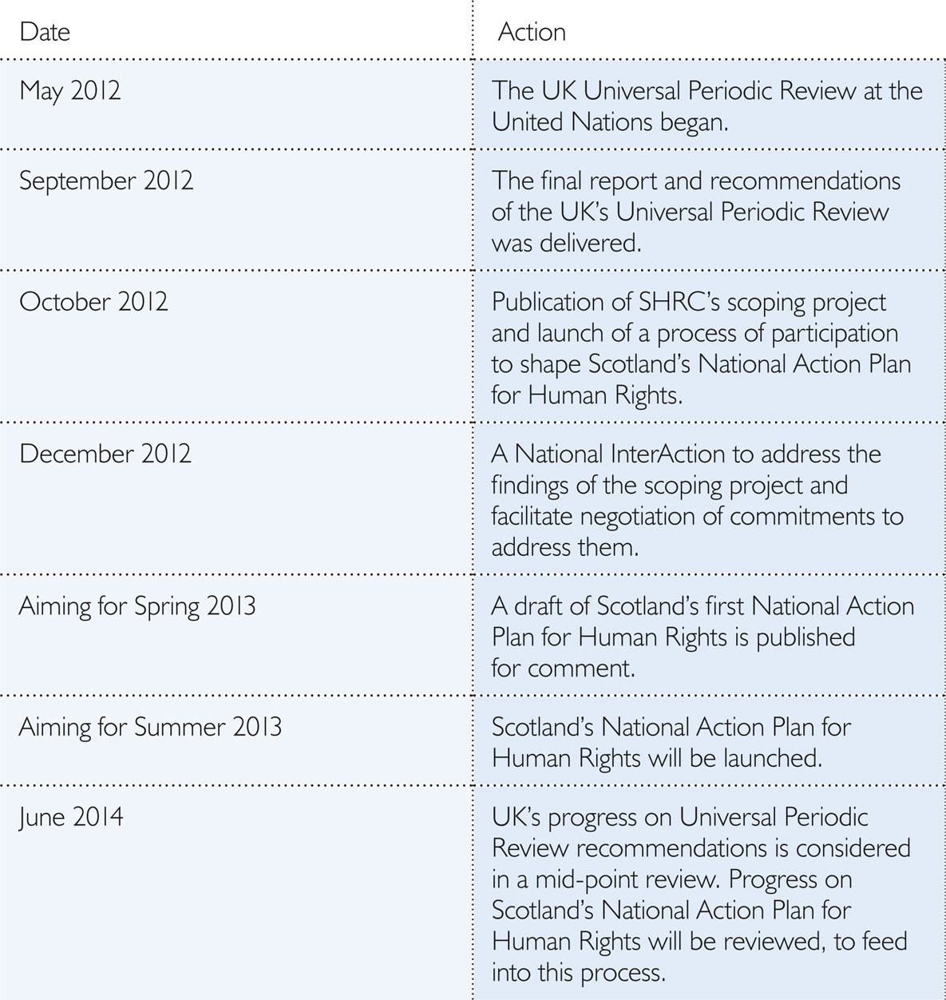 Date
Action
May 2012
The UK Universal Periodic Review at the
United Nations began.
September 2012
The final report and recommendations
of the UK’s Universal Periodic Review
was delivered.
October 2012
Publication of SHRC’s scoping project
and launch of a process of participation
to shape Scotland’s National Action Plan
for Human Rights.
December 2012
A National InterAction to address the
findings of the scoping project and
facilitate negotiation of commitments to
address them.
Aiming for Spring 2013
A draft of Scotland’s first National Action
Plan for Human Rights is published
for comment.
Aiming for Summer 2013
Scotland’s National Action Plan for
Human Rights will be launched.
June 2014
UK’s progress on Universal Periodic
Review recommendations is considered
in a mid-point review. Progress on
Scotland’s National Action Plan for
Human Rights will be reviewed, to feed
into this process.